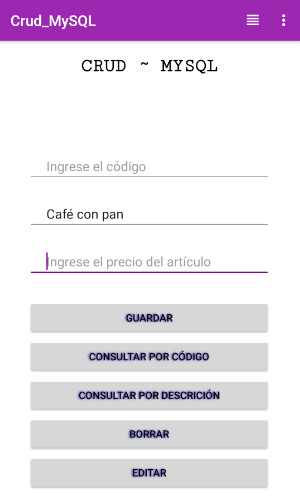 Crud_MySQL
CRUD ~ MYSQL
Ingrese el código
Café con pan
Ingrese el precio del artículo
GUARDAR
CONSULTAR POR CÓDIGO
CONSULTAR POR DESCRICIÓN
BORRAR
EDITAR